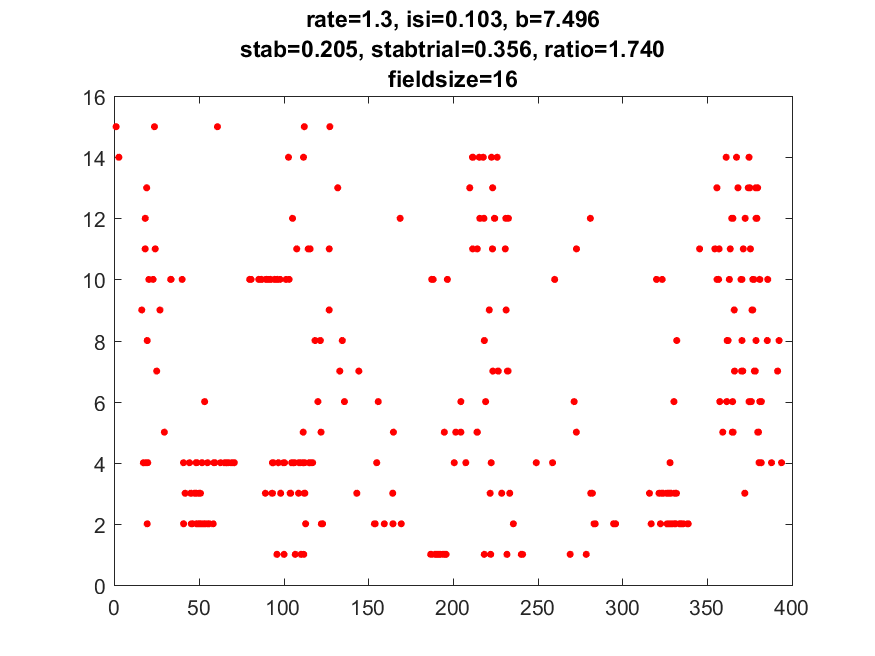 rate=1.3, isi=0.103, b=7.496
stab=0.205, stabtrial=0.356, ratio=1.740
fieldsize=16
16
14
12
10
8
6
4
2
0
0 50 100 150 200 250 300 350 400